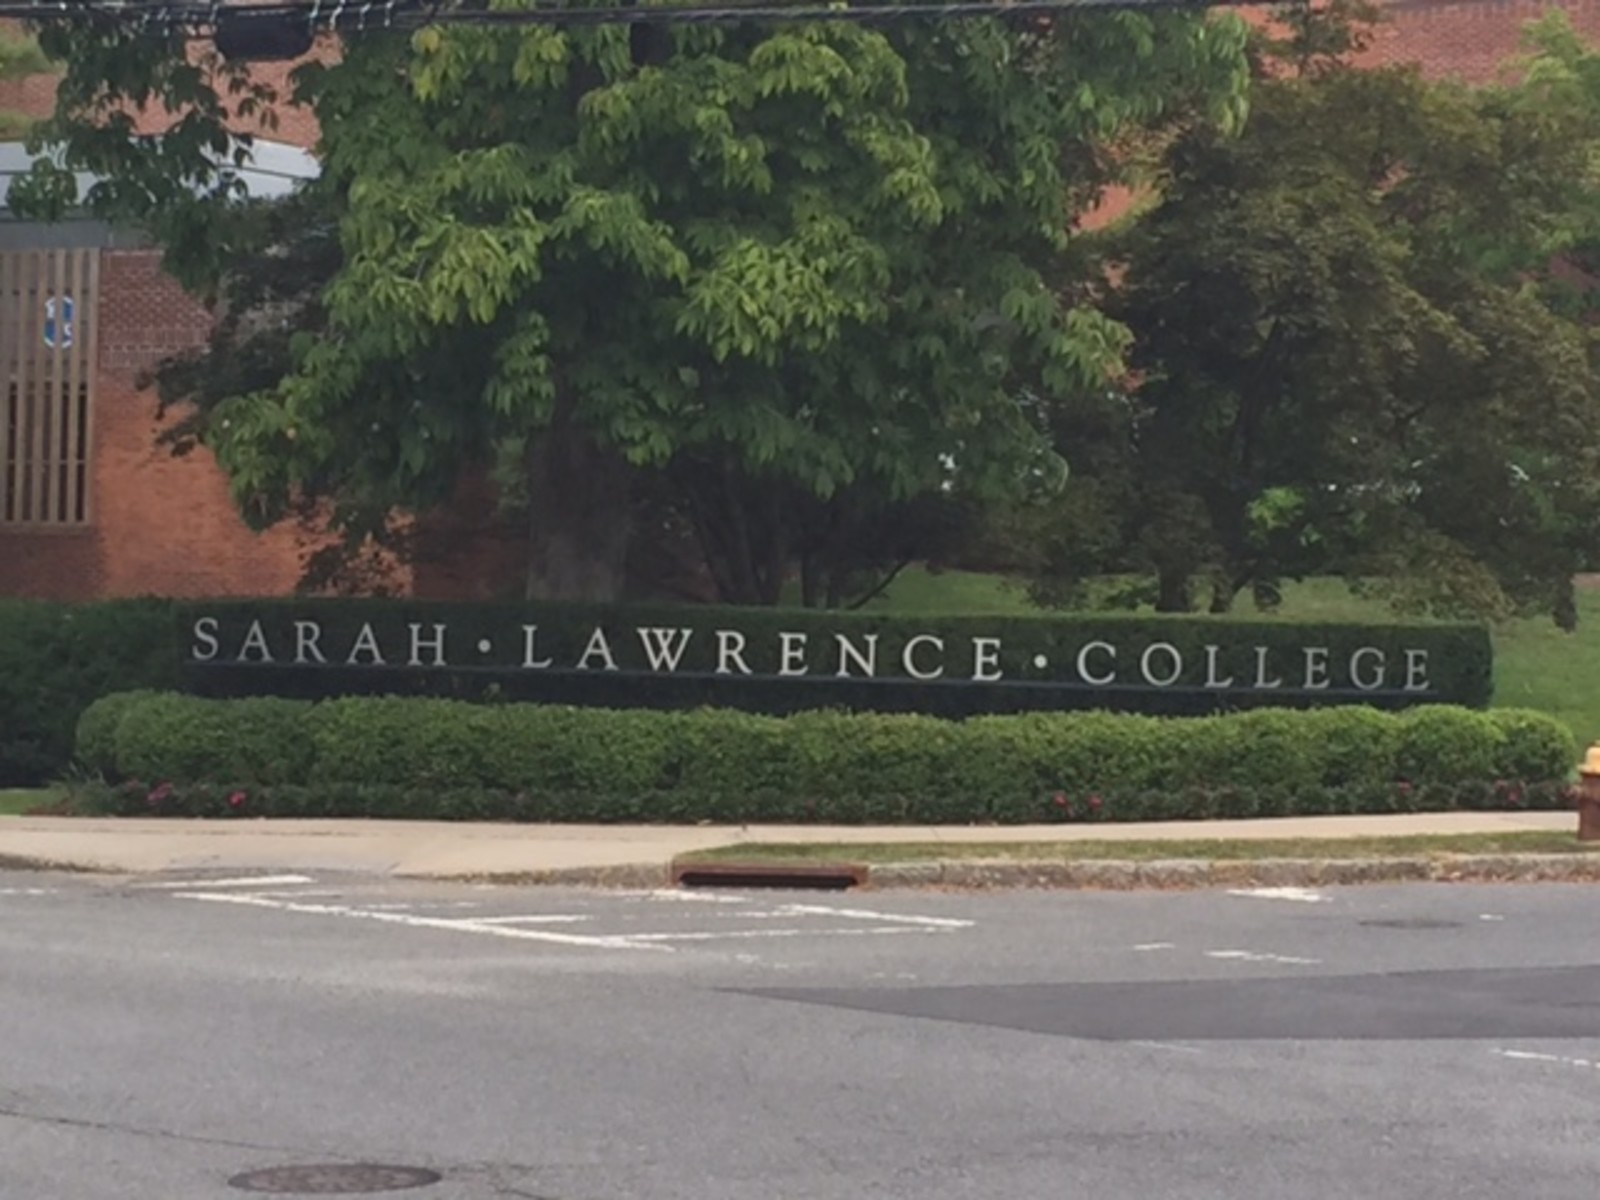 SARAH • LAWRENCE • COLLEGE